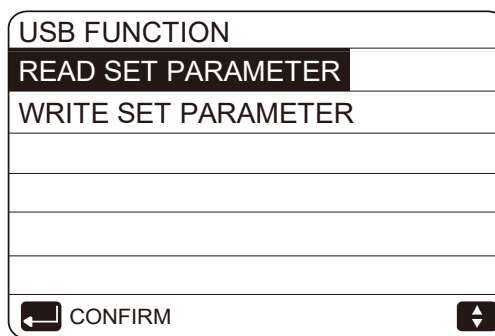 USB FUNCTION
READ SET PARAMETER
WRITE SET PARAMETER
CONFIRM